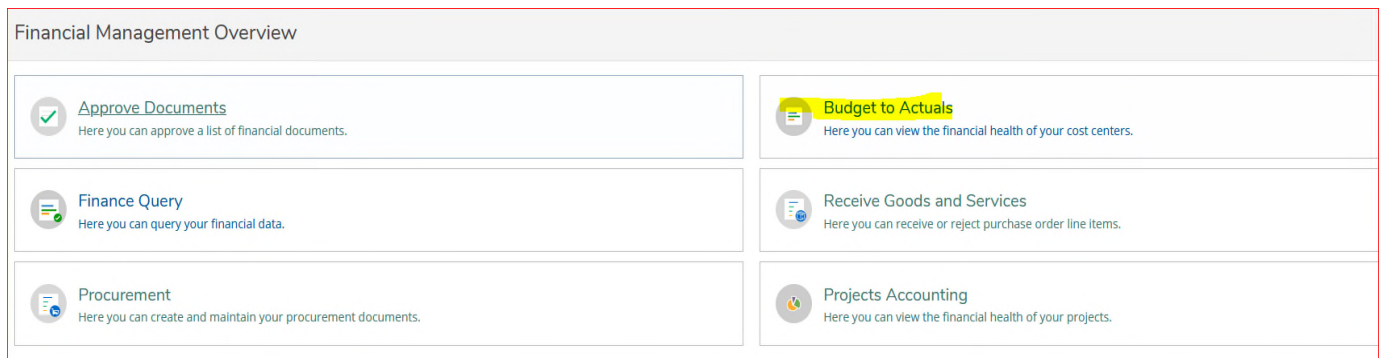 Financial Management Overview
Approve Documents
Here you can approve a list of financial documents.
Budget to Actuals
Here you can view the financial health of your cost centers.
Finance Query
Here you can query your financial data.
Receive Goods and Services
Here you can receive or reject purchase order line items.
Procurement
Here you can create and maintain your procurement documents.
Projects Accounting
Here you can view the financial health of your projects.